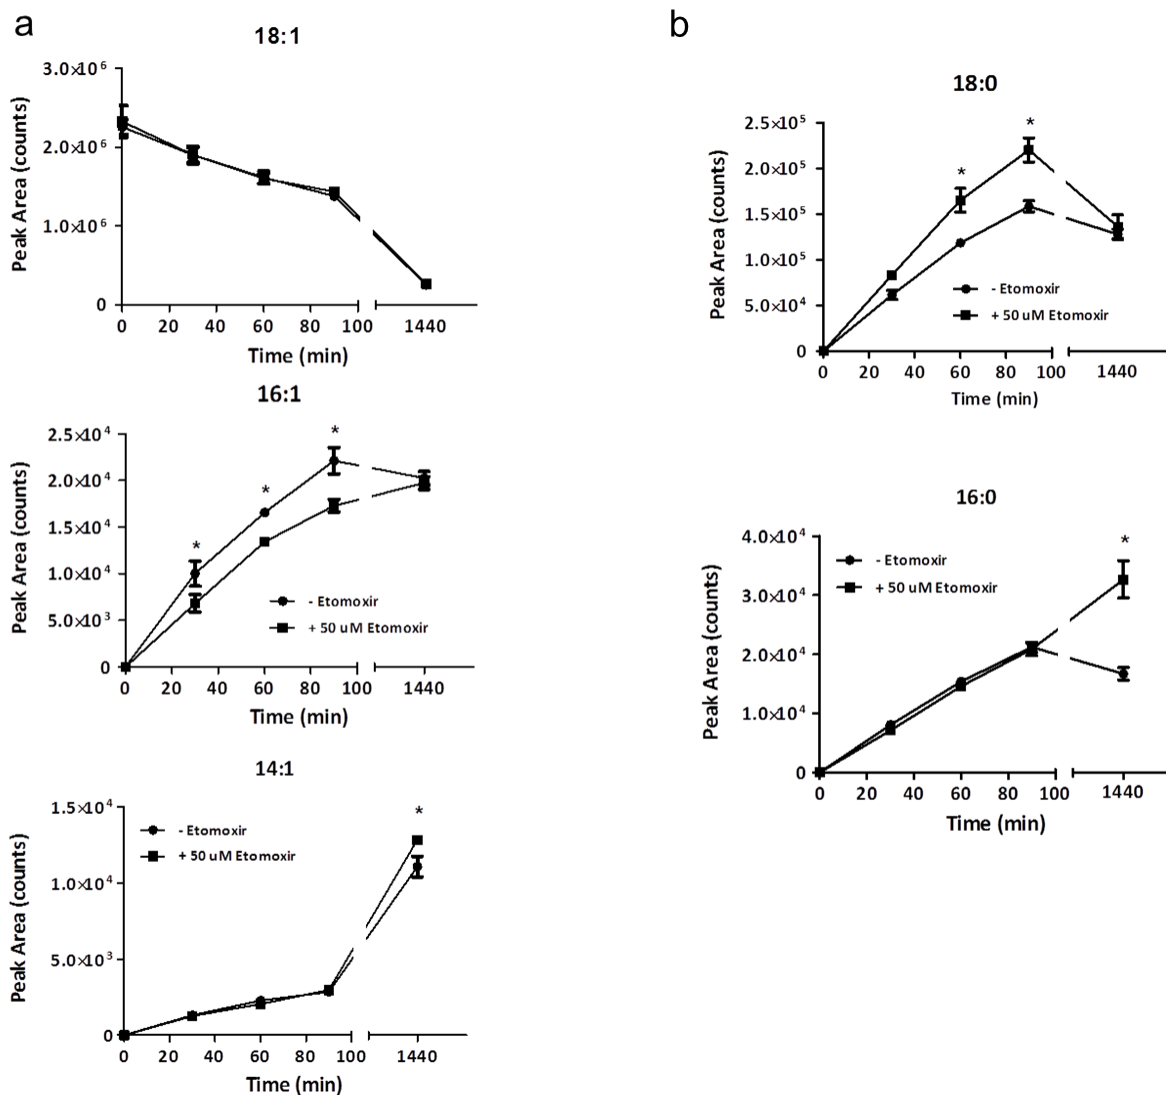 a
18:1
Peak Area (counts)
3.0×10⁶
2.0×10⁶
1.0×10⁶
0
0 20 40 60 80 100 1440
Time (min)
16:1
Peak Area (counts)
2.5×10⁴
2.0×10⁴
1.5×10⁴
1.0×10⁴
5.0×10³
0
* * *
- Etomoxir
+ 50 uM Etomoxir
0 20 40 60 80 100 1440
Time (min)
14:1
Peak Area (counts)
1.5×10⁴
1.0×10⁴
5.0×10³
0
*
- Etomoxir
+ 50 uM Etomoxir
0 20 40 60 80 100 1440
Time (min)
b
18:0
Peak Area (counts)
2.5×10⁵
2.0×10⁵
1.5×10⁵
1.0×10⁵
5.0×10⁴
0
* *
- Etomoxir
+ 50 uM Etomoxir
0 20 40 60 80 100 1440
Time (min)
16:0
Peak Area (counts)
4.0×10⁴
3.0×10⁴
2.0×10⁴
1.0×10⁴
0
*
- Etomoxir
+ 50 uM Etomoxir
0 20 40 60 80 100 1440
Time (min)